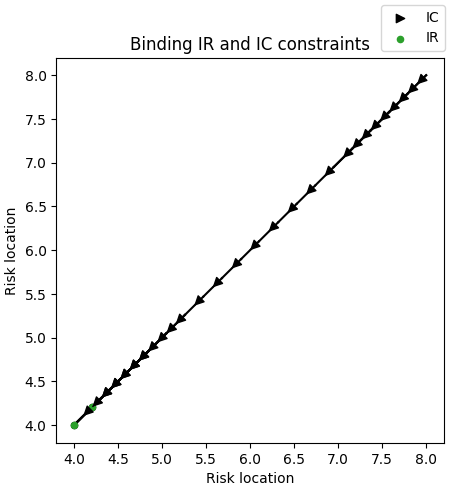 IC
IR
Binding IR and IC constraints
8.0
7.5
7.0
6.5
6.0
5.5
5.0
4.5
4.0
Risk location
4.0 4.5 5.0 5.5 6.0 6.5 7.0 7.5 8.0
Risk location